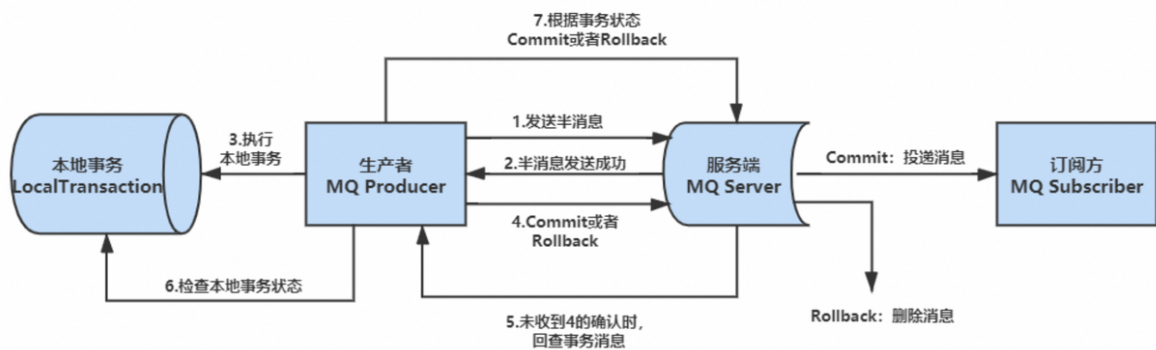 7.根据事务状态
Commit或者Rollback
1.发送半消息
3.执行
本地事务
本地事务
LocalTransaction
生产者
MQ Producer
2.半消息发送成功
服务端
MQ Server
Commit：投递消息
订阅方
MQ Subscriber
4.Commit或者
Rollback
6.检查本地事务状态
5.未收到4的确认时，
回查事务消息
Rollback：删除消息